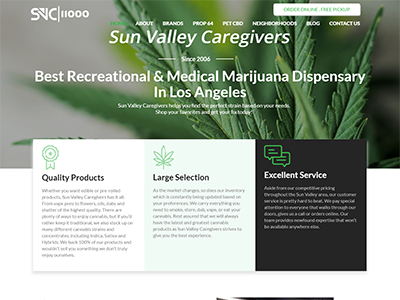 SVC|11000
ORDER ONLINE . FREE PICKUP
HOME ABOUT BRANDS PROP 64 PET CBD NEIGHBORHOODS BLOG CONTACT US
Sun Valley Caregivers
Since 2006
Best Recreational & Medical Marijuana Dispensary
In Los Angeles
Sun Valley Caregivers helps you find the perfect strain based on your needs.
Shop your favorites and get your fix today!
Quality Products
Whether you want edible or pre-rolled
products, Sun Valley Caregivers has it all.
From vape pens to flowers, oils, dabs and
shatter of the highest quality. There are
plenty of ways to enjoy cannabis, but if you'd
rather keep it traditional, we also stock up on
many different cannabis strains and
concentrates, including Indica, Sativa and
Hybrids. We back 100% of our products and
wouldn't sell you something we don't truly
enjoy ourselves.
Large Selection
As the market changes, so does our inventory
which is constantly being updated based on
your preferences. We carry everything you
need to smoke, store, dab, vape, or eat your
cannabis. Rest assured that we will always
have the latest and greatest cannabis
products as Sun Valley Caregivers strives to
give you the best experience.
Excellent Service
Aside from our competitive pricing
throughout the Sun Valley area, our customer
service is pretty hard to beat. We pay special
attention to everyone that walks through our
doors, gives us a call or orders online. Our
team provides newfound expertise that won't
be available anywhere else.